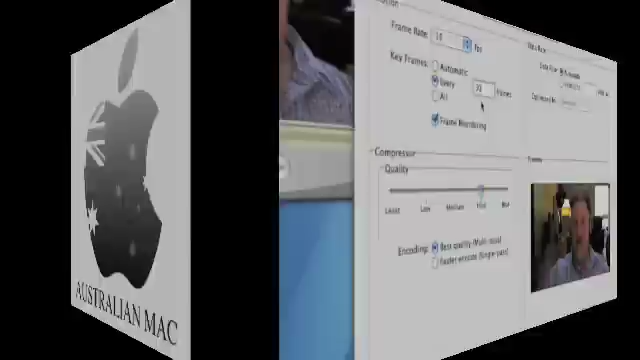 AUSTRALIAN MAC
Frame Rate:
fps
Key Frames:
Automatic
Every
frames
All
Frame Reordering
Compressor
Quality
Least
Low
Medium
High
Best
Encoding:
Best quality (Multi-pass)
Faster encode (Single-pass)